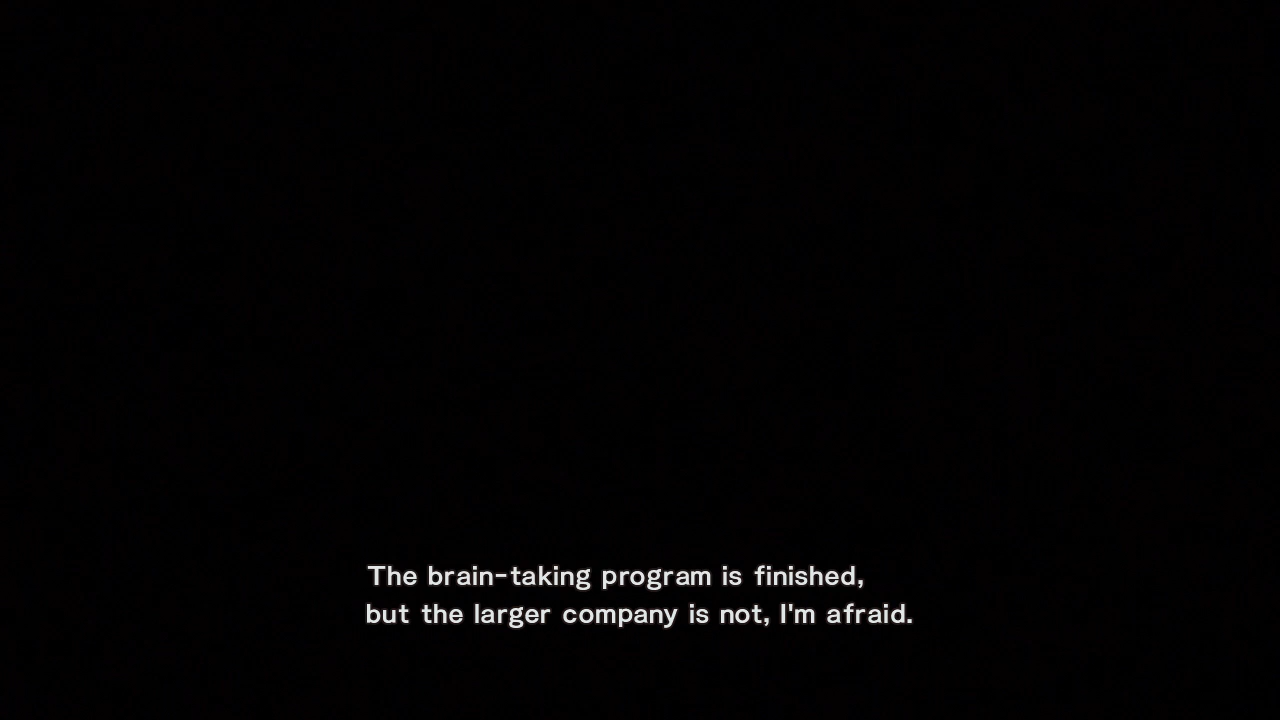 The brain-taking program is finished,
but the larger company is not, I'm afraid.